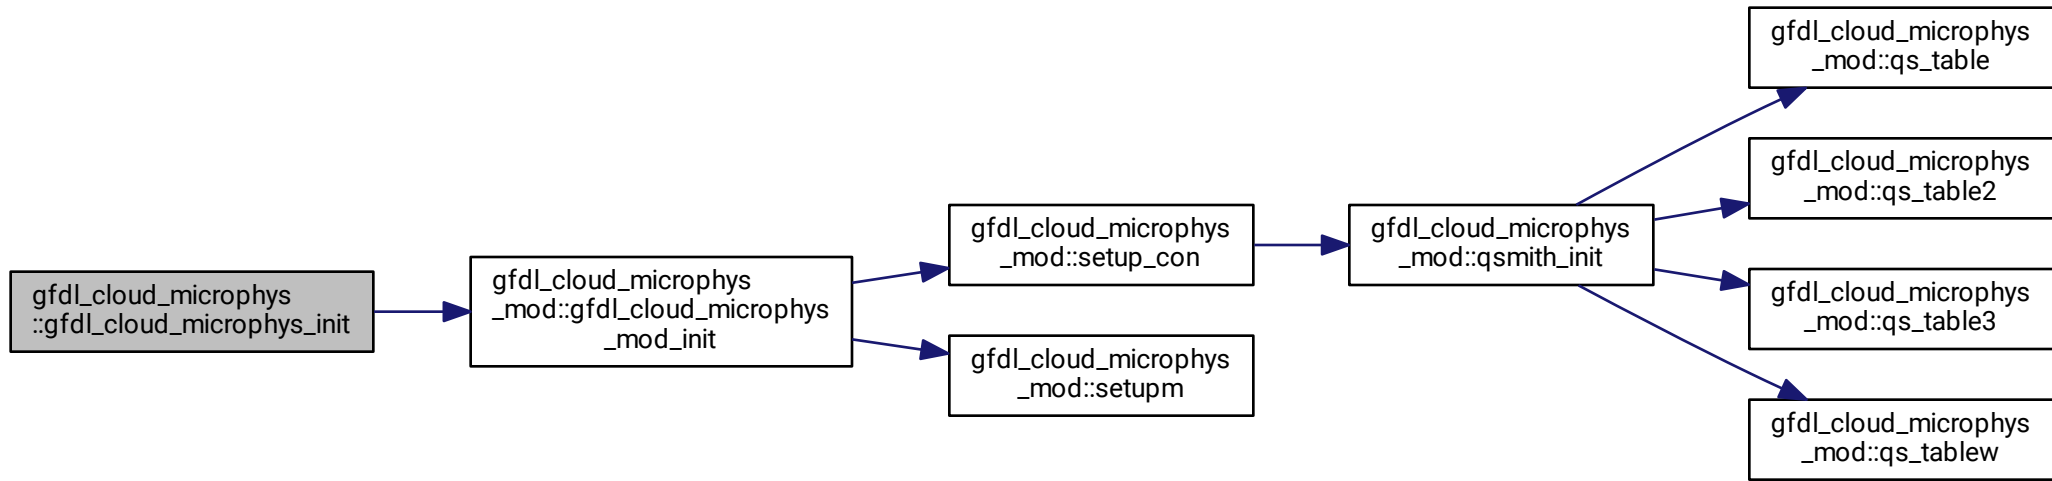 gfdl_cloud_microphys
::gfdl_cloud_microphys_init
gfdl_cloud_microphys
_mod::gfdl_cloud_microphys
_mod_init
gfdl_cloud_microphys
_mod::setup_con
gfdl_cloud_microphys
_mod::setupm
gfdl_cloud_microphys
_mod::qsmith_init
gfdl_cloud_microphys
_mod::qs_table
gfdl_cloud_microphys
_mod::qs_table2
gfdl_cloud_microphys
_mod::qs_table3
gfdl_cloud_microphys
_mod::qs_tablew